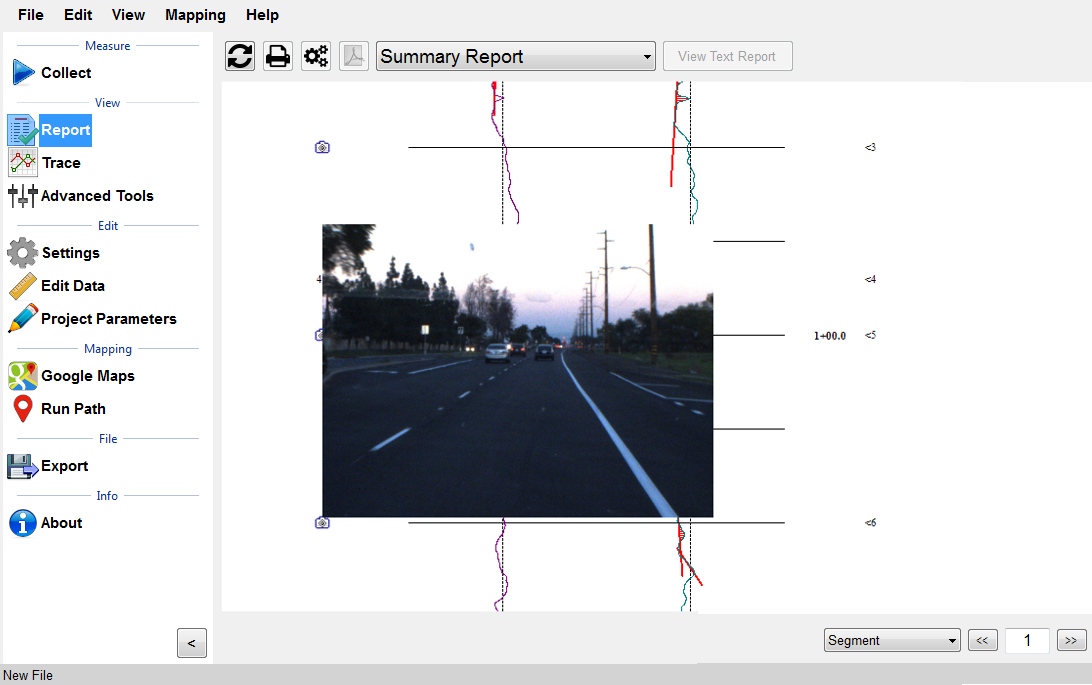 File Edit View Mapping Help
Measure
Collect
View
Report
Trace
Advanced Tools
Edit
Settings
Edit Data
Project Parameters
Mapping
Google Maps
Run Path
File
Export
Info
About
<
Summary Report
View Text Report
<3
4
<4
1+00.0 <5
<6
Segment << 1 >>
New File